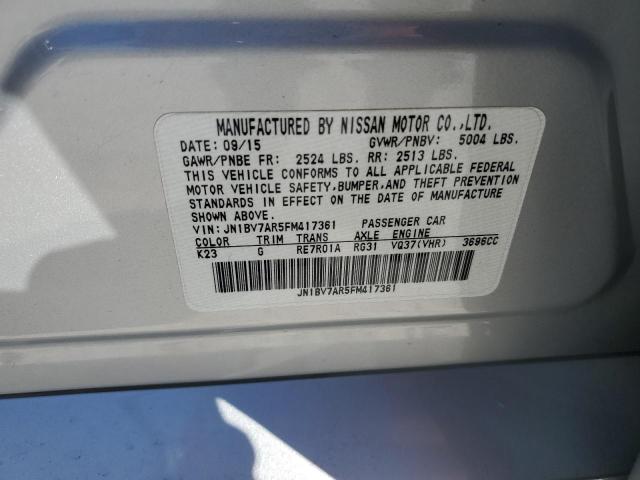 MANUFACTURED BY NISSAN MOTOR CO.,LTD.
DATE: 09/15 GVWR/PNBV: 5004 LBS.
GAWR/PNBE FR: 2524 LBS. RR: 2513 LBS.
THIS VEHICLE CONFORMS TO ALL APPLICABLE FEDERAL
MOTOR VEHICLE SAFETY,BUMPER,AND THEFT PREVENTION
STANDARDS IN EFFECT ON THE DATE OF MANUFACTURE
SHOWN ABOVE.
VIN: JN1BV7AR5FM417361 PASSENGER CAR
COLOR TRIM TRANS AXLE ENGINE
K23 G RE7R01A RG31 VQ37(VHR) 3696CC
JN1BV7AR5FM417361